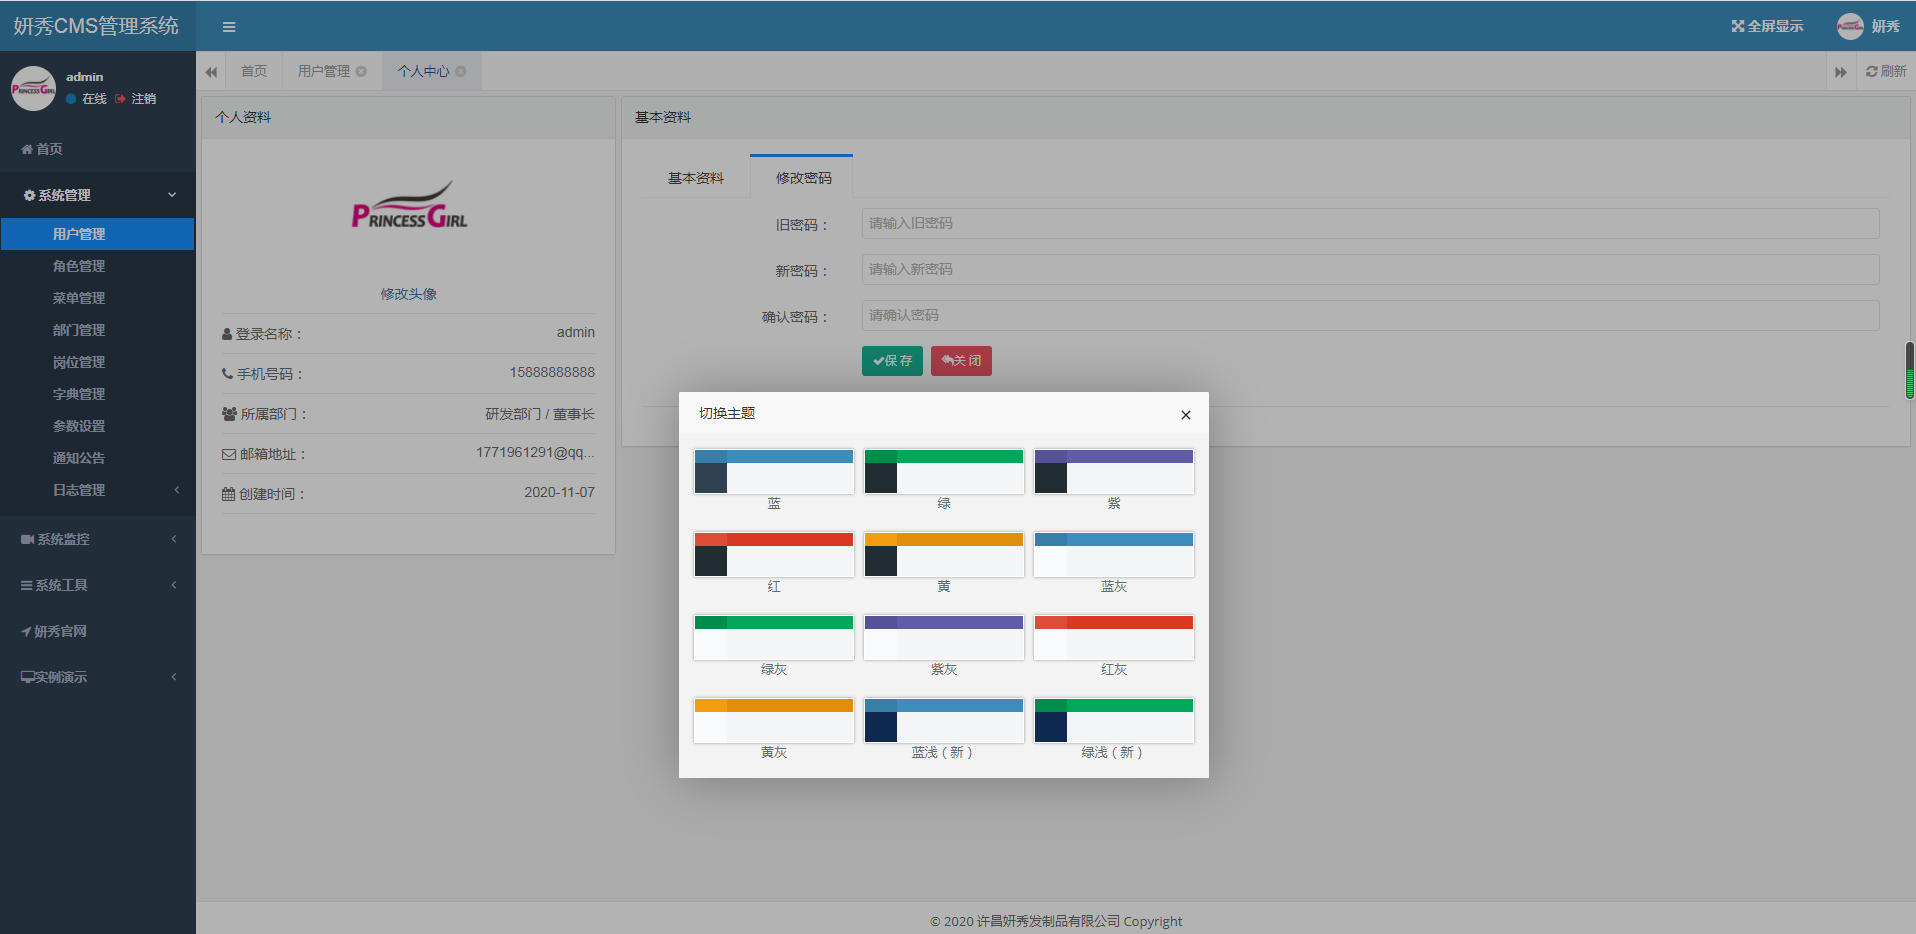 妍秀CMS管理系统
全屏显示
妍秀
admin
在线 注销
首页
系统管理
用户管理
角色管理
菜单管理
部门管理
岗位管理
字典管理
参数设置
通知公告
日志管理
系统监控
系统工具
妍秀官网
实例演示
首页
用户管理
个人中心
刷新
个人资料
PRINCESSGIRL
修改头像
登录名称： admin
手机号码： 15888888888
所属部门： 研发部门 / 董事长
邮箱地址： 1771961291@qq...
创建时间： 2020-11-07
基本资料
基本资料
修改密码
旧密码： 请输入旧密码
新密码： 请输入新密码
确认密码： 请确认密码
保 存
关 闭
切换主题
蓝
绿
紫
红
黄
蓝灰
绿灰
紫灰
红灰
黄灰
蓝浅（新）
绿浅（新）
© 2020 许昌妍秀发制品有限公司 Copyright